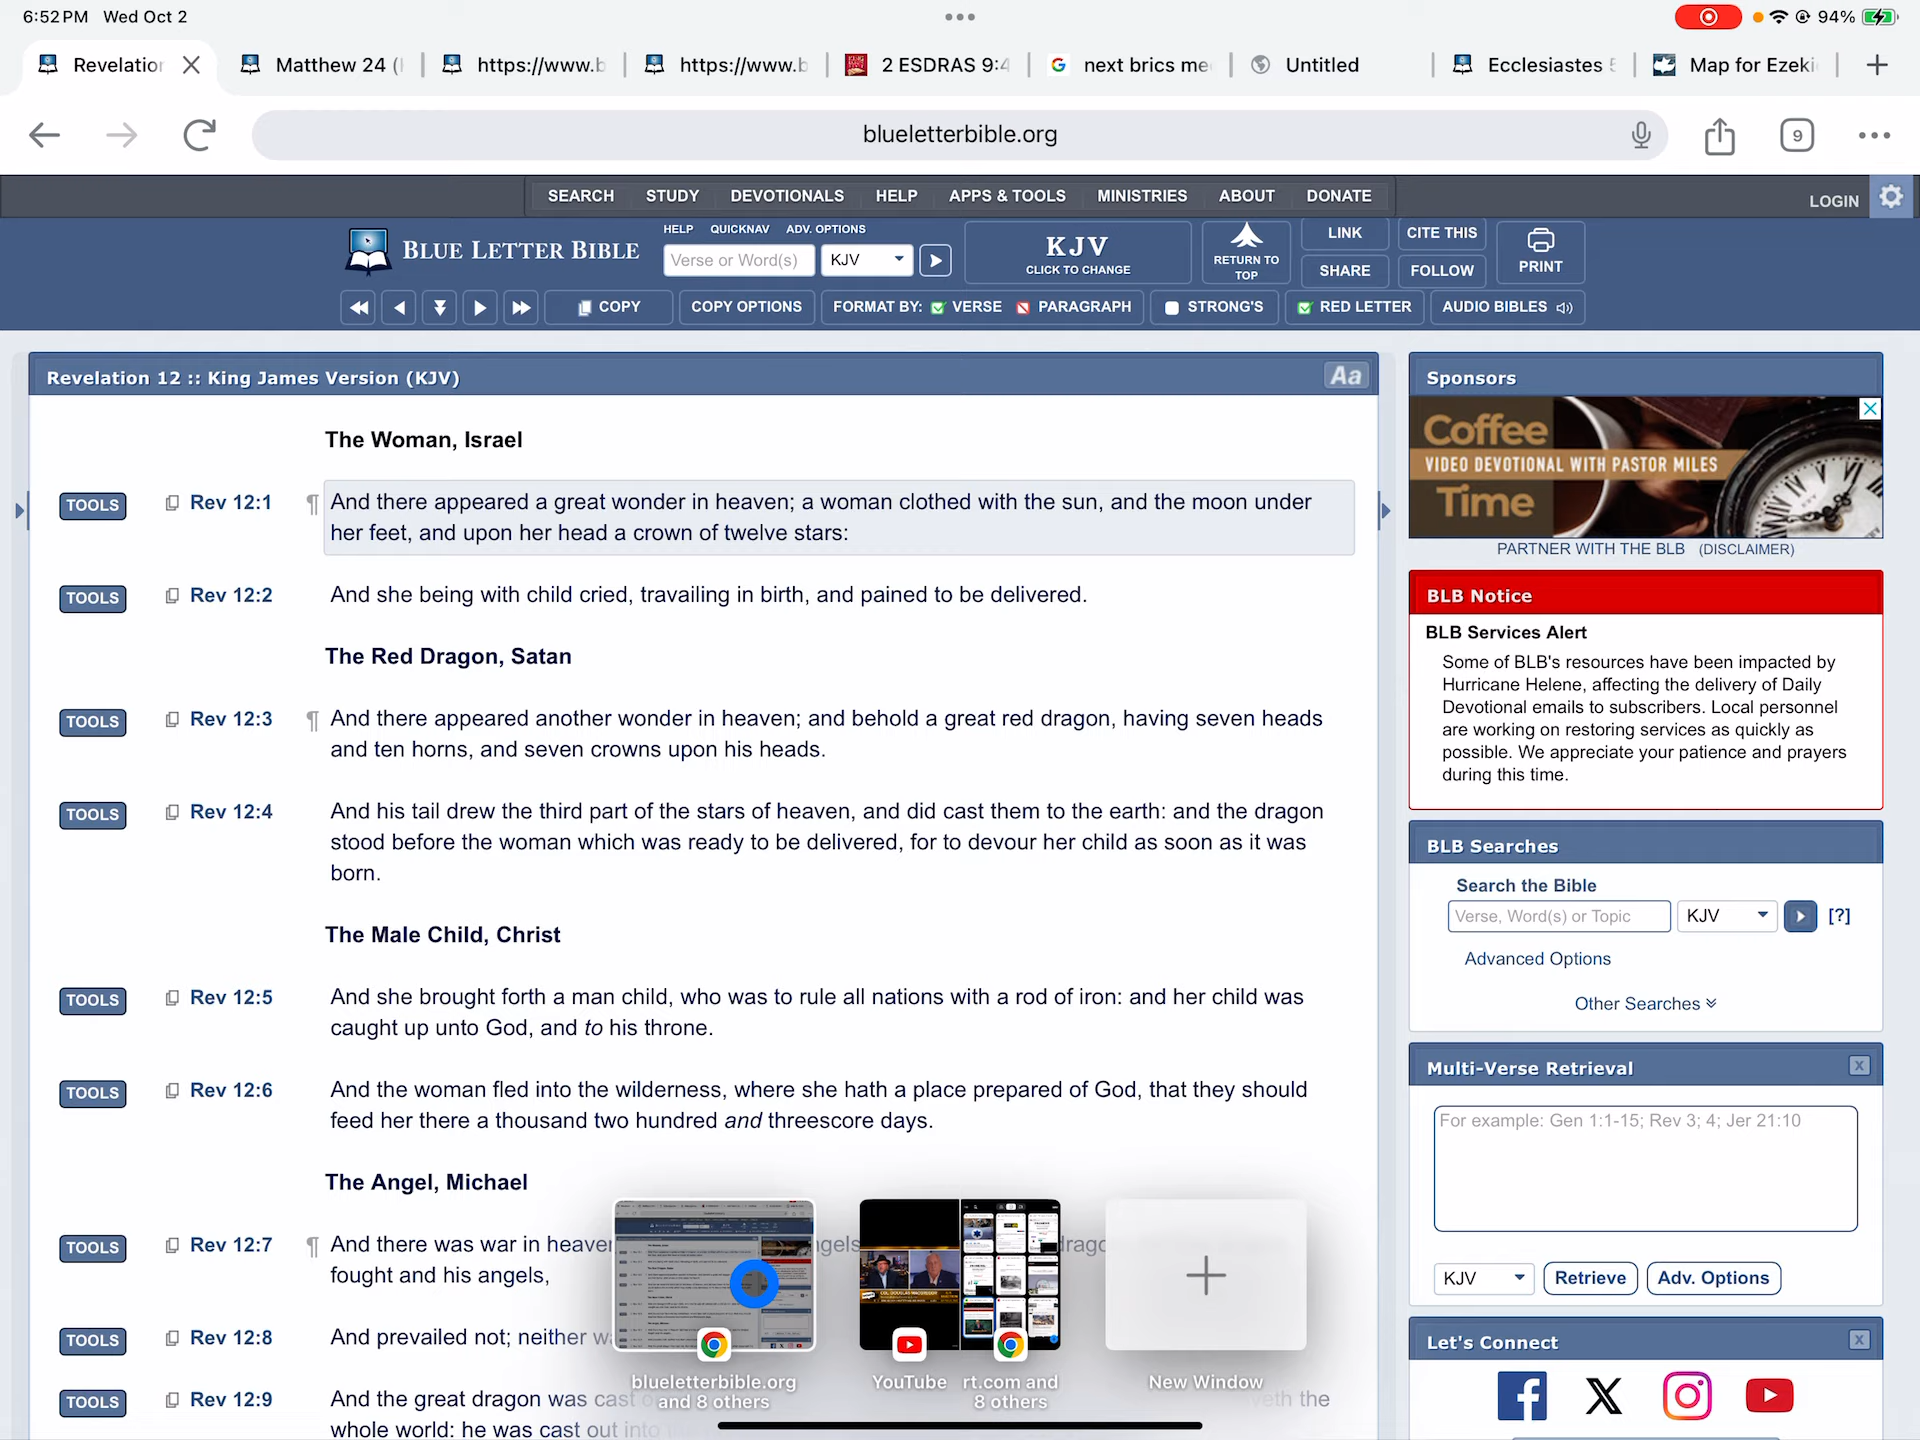 6:52 PM Wed Oct 2
94%
Revelation
Matthew 24 (
https://www.b
https://www.b
2 ESDRAS 9:4
next brics me
Untitled
Ecclesiastes 5
Map for Ezeki
blueletterbible.org
9
SEARCH STUDY DEVOTIONALS HELP APPS & TOOLS MINISTRIES ABOUT DONATE
LOGIN
BLUE LETTER BIBLE
HELP QUICKNAV ADV. OPTIONS
Verse or Word(s) KJV
KJV
CLICK TO CHANGE
RETURN TO
TOP
LINK
CITE THIS
SHARE
FOLLOW
PRINT
COPY
COPY OPTIONS
FORMAT BY: VERSE PARAGRAPH
STRONG'S
RED LETTER
AUDIO BIBLES
Revelation 12 :: King James Version (KJV)
Aa
The Woman, Israel
TOOLS Rev 12:1 ¶ And there appeared a great wonder in heaven; a woman clothed with the sun, and the moon under
her feet, and upon her head a crown of twelve stars:
TOOLS Rev 12:2 And she being with child cried, travailing in birth, and pained to be delivered.
The Red Dragon, Satan
TOOLS Rev 12:3 ¶ And there appeared another wonder in heaven; and behold a great red dragon, having seven heads
and ten horns, and seven crowns upon his heads.
TOOLS Rev 12:4 And his tail drew the third part of the stars of heaven, and did cast them to the earth: and the dragon
stood before the woman which was ready to be delivered, for to devour her child as soon as it was
born.
The Male Child, Christ
TOOLS Rev 12:5 And she brought forth a man child, who was to rule all nations with a rod of iron: and her child was
caught up unto God, and to his throne.
TOOLS Rev 12:6 And the woman fled into the wilderness, where she hath a place prepared of God, that they should
feed her there a thousand two hundred and threescore days.
The Angel, Michael
TOOLS Rev 12:7 ¶ And there was war in heaven ngels drago
fought and his angels,
TOOLS Rev 12:8 And prevailed not; neither w
TOOLS Rev 12:9 And the great dragon was cast o veth the
whole world: he was cast out into
blueletterbible.org
and 8 others
YouTube
rt.com and
8 others
New Window
Sponsors
Coffee
VIDEO DEVOTIONAL WITH PASTOR MILES
Time
PARTNER WITH THE BLB (DISCLAIMER)
BLB Notice
BLB Services Alert
Some of BLB's resources have been impacted by
Hurricane Helene, affecting the delivery of Daily
Devotional emails to subscribers. Local personnel
are working on restoring services as quickly as
possible. We appreciate your patience and prayers
during this time.
BLB Searches
Search the Bible
Verse, Word(s) or Topic KJV [?]
Advanced Options
Other Searches
Multi-Verse Retrieval
x
For example: Gen 1:1-15; Rev 3; 4; Jer 21:10
KJV Retrieve Adv. Options
Let's Connect
x